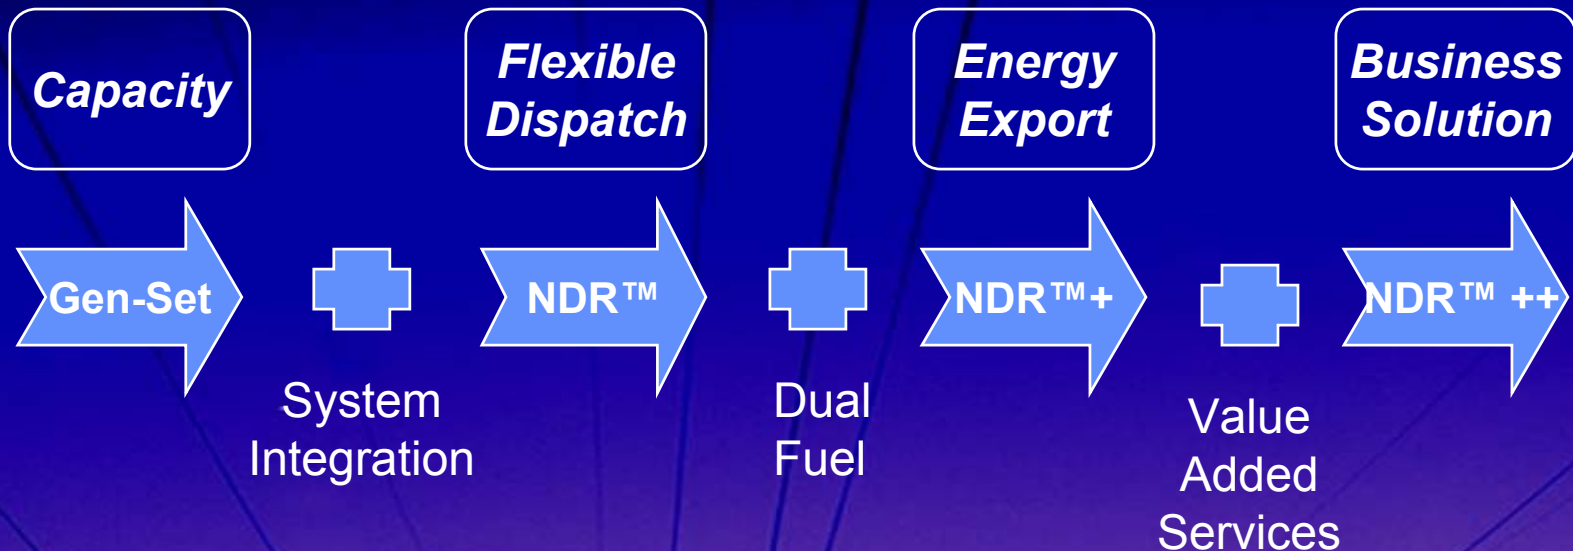 Capacity
Flexible
Dispatch
Energy
Export
Business
Solution
Gen-Set
NDR™
NDR™+
NDR™ ++
System
Integration
Dual
Fuel
Value
Added
Services